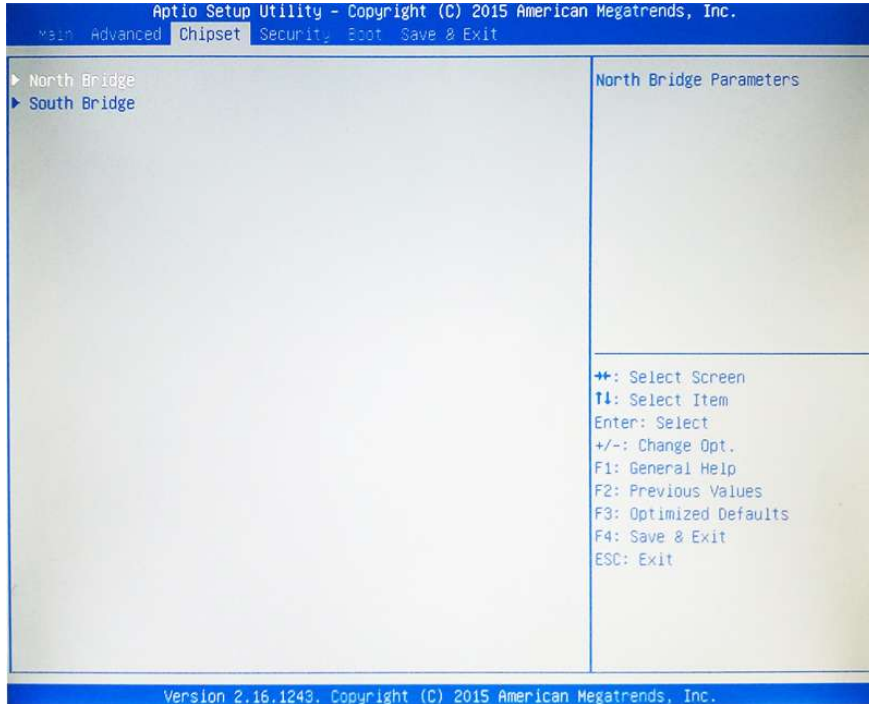 Aptio Setup Utility - Copyright (C) 2015 American Megatrends, Inc.
Main Advanced Chipset Security Boot Save & Exit
North Bridge
South Bridge
North Bridge Parameters
→←: Select Screen
↑↓: Select Item
Enter: Select
+/-: Change Opt.
F1: General Help
F2: Previous Values
F3: Optimized Defaults
F4: Save & Exit
ESC: Exit
Version 2.16.1243. Copyright (C) 2015 American Megatrends, Inc.